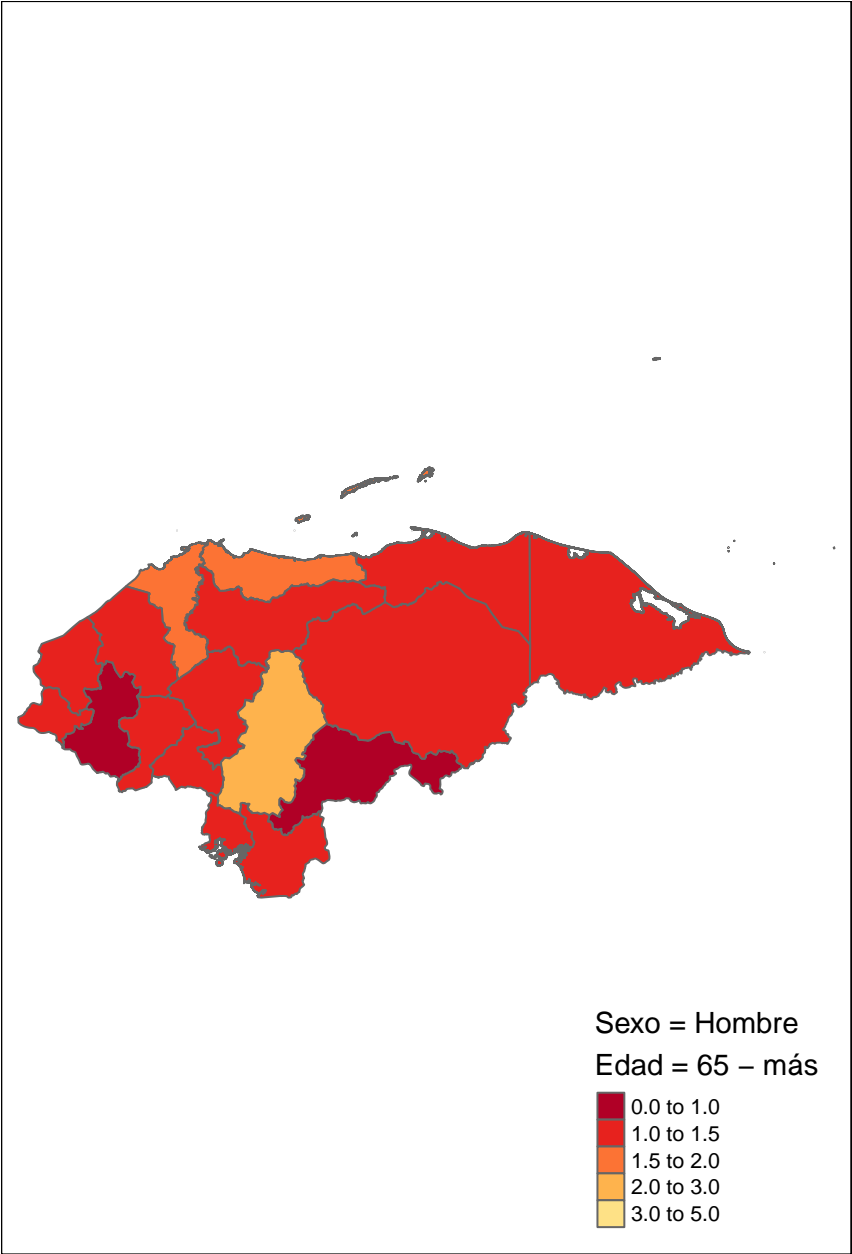 Sexo = Hombre
Edad = 65 − más
0.0 to 1.0
1.0 to 1.5
1.5 to 2.0
2.0 to 3.0
3.0 to 5.0